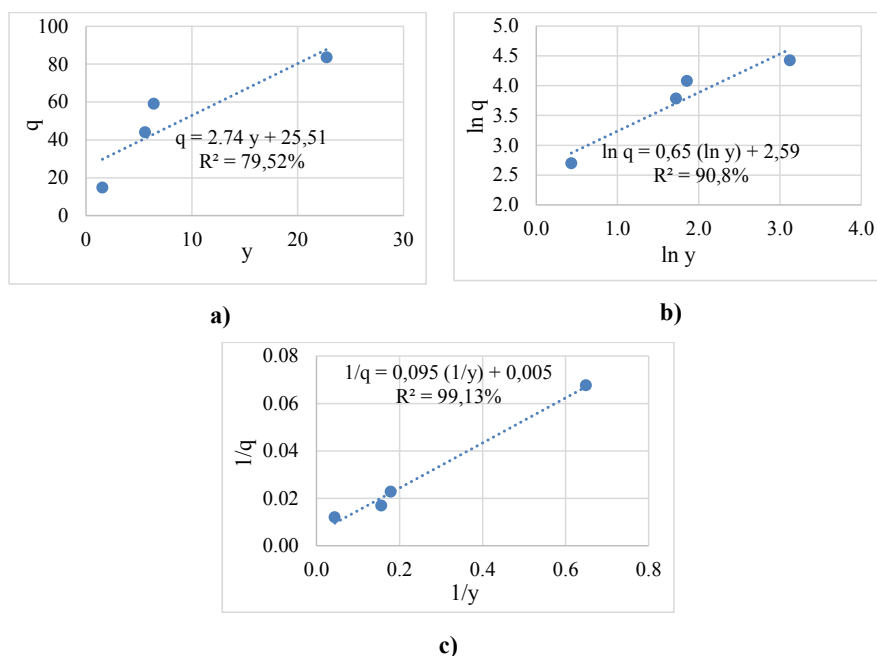 100
80
60
40
20
0
q
q = 2.74 y + 25,51
R² = 79,52%
0 10 20 30
y
a)
5.0
4.5
4.0
3.5
3.0
2.5
2.0
ln q
ln q = 0,65 (ln y) + 2,59
R² = 90,8%
0.0 1.0 2.0 3.0 4.0
ln y
b)
0.08
0.06
0.04
0.02
0.00
1/q
1/q = 0,095 (1/y) + 0,005
R² = 99,13%
0.0 0.2 0.4 0.6 0.8
1/y
c)